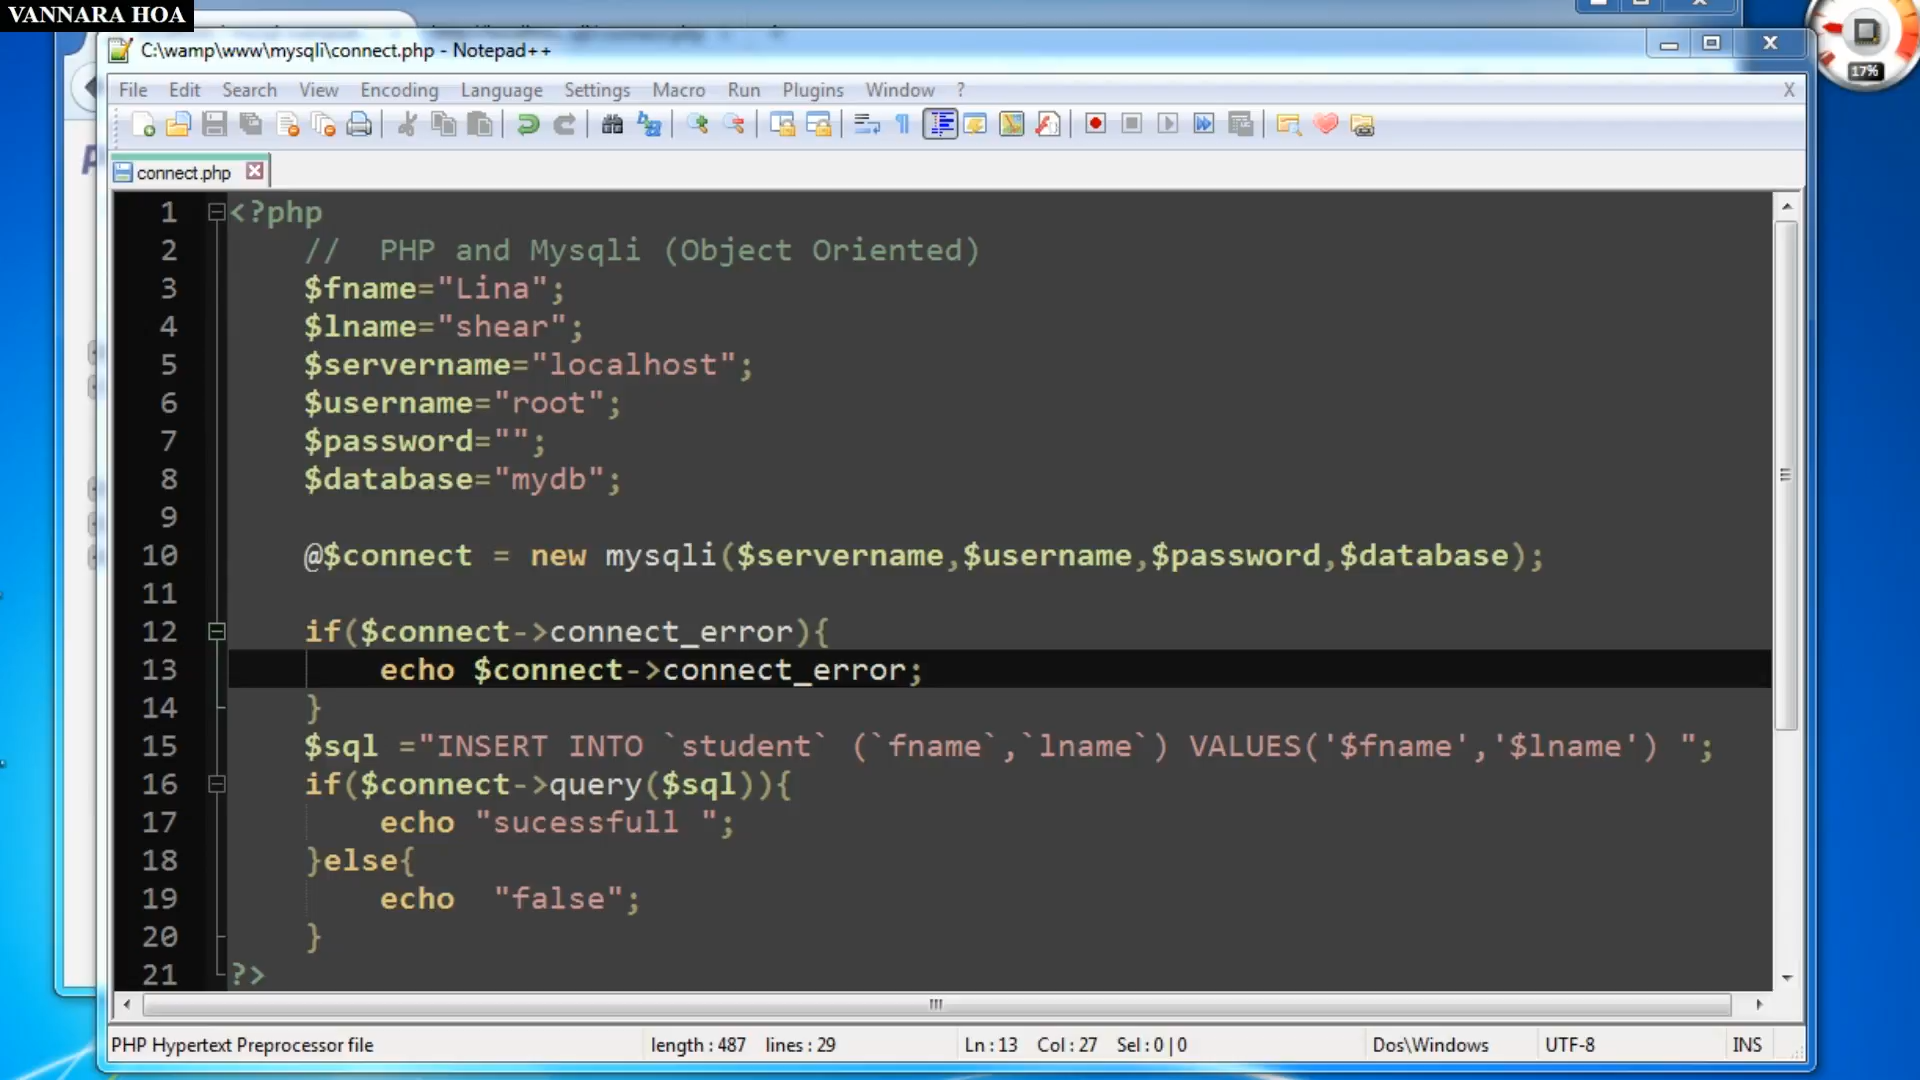 VANNARA HOA
C:\wamp\www\mysqli\connect.php - Notepad++
17%
File Edit Search View Encoding Language Settings Macro Run Plugins Window ? X
connect.php
1 <?php
2 //  PHP and Mysqli (Object Oriented)
3 $fname="Lina";
4 $lname="shear";
5 $servername="localhost";
6 $username="root";
7 $password="";
8 $database="mydb";
9
10 @$connect = new mysqli($servername,$username,$password,$database);
11
12 if($connect->connect_error){
13 echo $connect->connect_error;
14 }
15 $sql ="INSERT INTO `student` (`fname`,`lname`) VALUES('$fname','$lname') ";
16 if($connect->query($sql)){
17 echo "sucessfull ";
18 }else{
19 echo  "false";
20 }
21 ?>
PHP Hypertext Preprocessor file length : 487 lines : 29 Ln : 13 Col : 27 Sel : 0 | 0 Dos\Windows UTF-8 INS